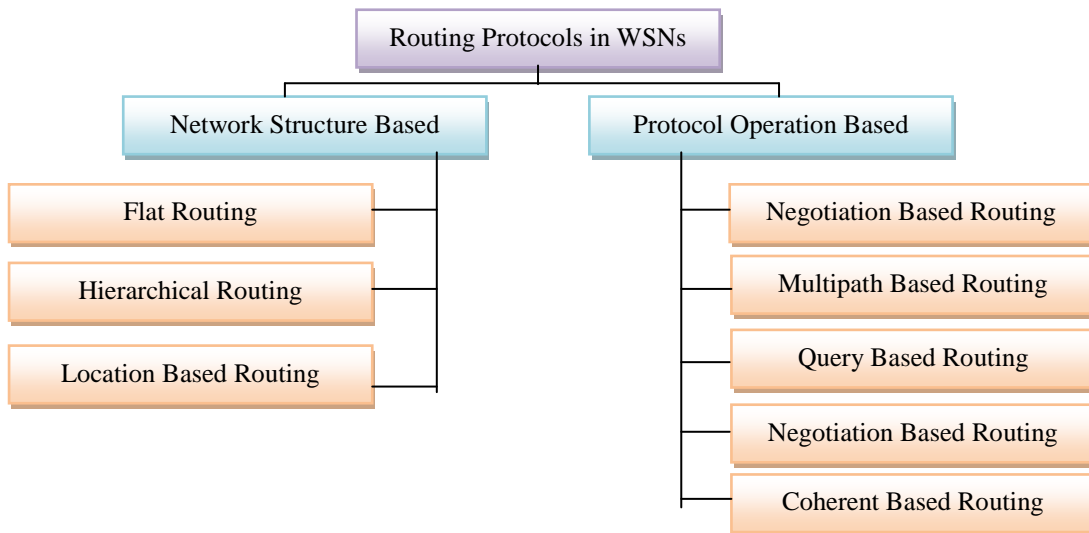 Routing Protocols in WSNs
Network Structure Based
Protocol Operation Based
Flat Routing
Hierarchical Routing
Location Based Routing
Negotiation Based Routing
Multipath Based Routing
Query Based Routing
Negotiation Based Routing
Coherent Based Routing